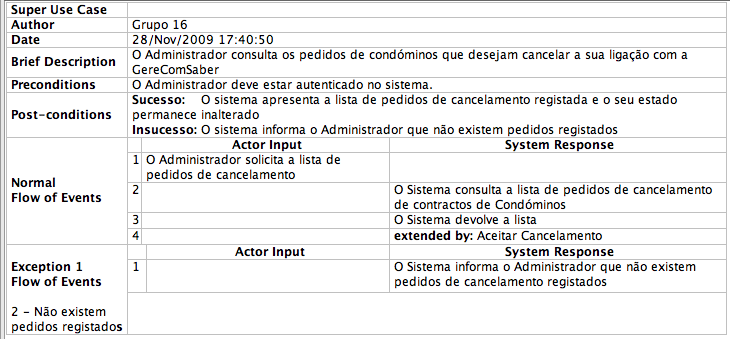 Super Use Case
Author Grupo 16
Date 28/Nov/2009 17:40:50
Brief Description O Administrador consulta os pedidos de condóminos que desejam cancelar a sua ligação com a
GereComSaber
Preconditions O Administrador deve estar autenticado no sistema.
Post-conditions Sucesso: O sistema apresenta a lista de pedidos de cancelamento registada e o seu estado
permanece inalterado
Insucesso: O sistema informa o Administrador que não existem pedidos registados
Normal
Flow of Events
Actor Input System Response
1 O Administrador solicita a lista de
pedidos de cancelamento
2 O Sistema consulta a lista de pedidos de cancelamento
de contractos de Condóminos
3 O Sistema devolve a lista
4 extended by: Aceitar Cancelamento
Exception 1
Flow of Events
2 - Não existem
pedidos registados
Actor Input System Response
1 O Sistema informa o Administrador que não existem
pedidos de cancelamento registados